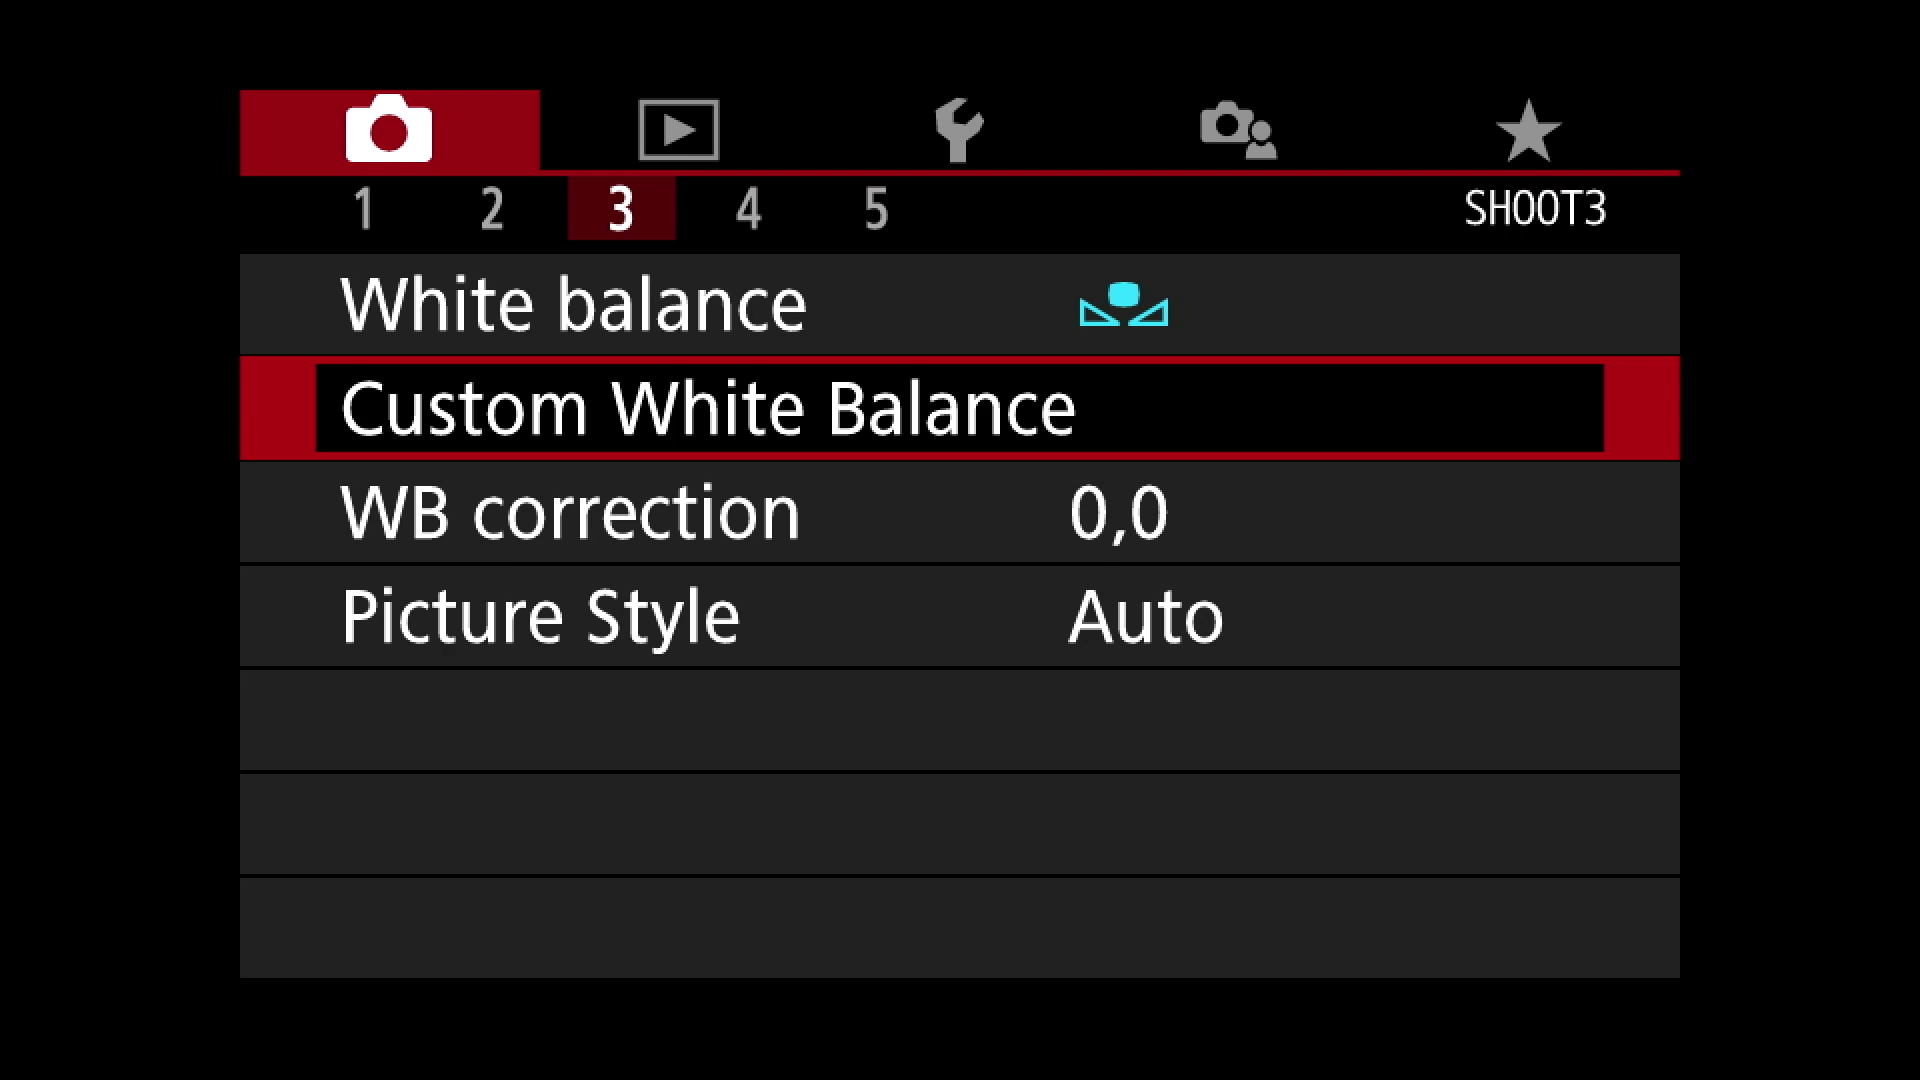 1 2 3 4 5 SHOOT3
White balance
Custom White Balance
WB correction 0,0
Picture Style Auto